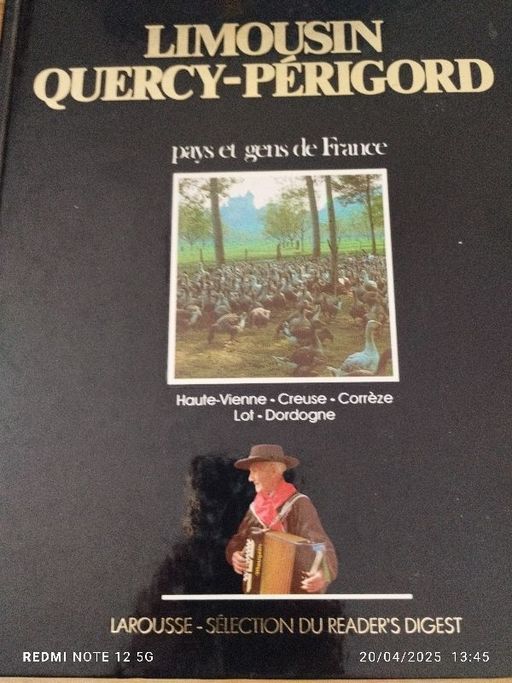 LIMOUSIN
QUERCY-PÉRIGORD
pays et gens de France
Haute-Vienne - Creuse - Corrèze
Lot - Dordogne
LAROUSSE - SÉLECTION DU READER'S DIGEST
REDMI NOTE 12 5G 20/04/2025 13:45